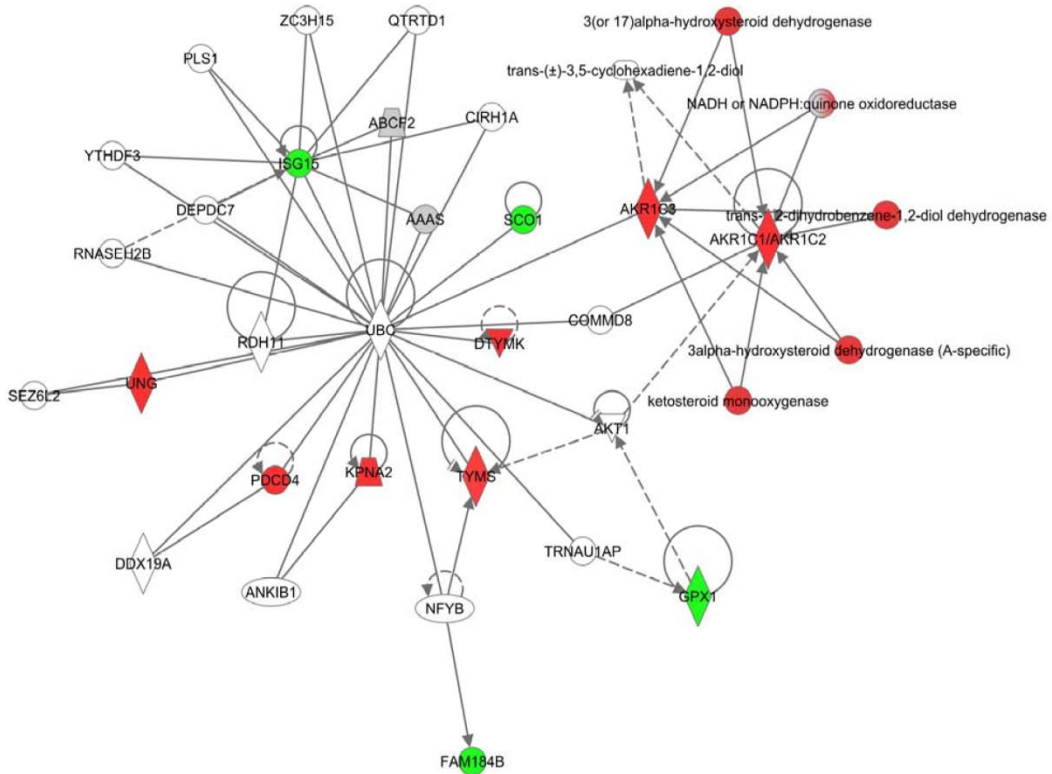 ZC3H15
QTRTD1
3(or 17)alpha-hydroxysteroid dehydrogenase
PLS1
trans-(±)-3,5-cyclohexadiene-1,2-diol
NADH or NADPH:quinone oxidoreductase
ABCF2
CIRH1A
YTHDF3
ISG15
DEPDC7
AAAS
SCO1
AKR1C3
trans-1,2-dihydrobenzene-1,2-diol dehydrogenase
AKR1C1/AKR1C2
RNASEH2B
RDH11
UBC
DTYMK
COMMD8
3alpha-hydroxysteroid dehydrogenase (A-specific)
SEZ6L2
UNG
ketosteroid monooxygenase
AKT1
PDCD4
KPNA2
TYMS
DDX19A
ANKIB1
NFYB
TRNAU1AP
GPX1
FAM184B